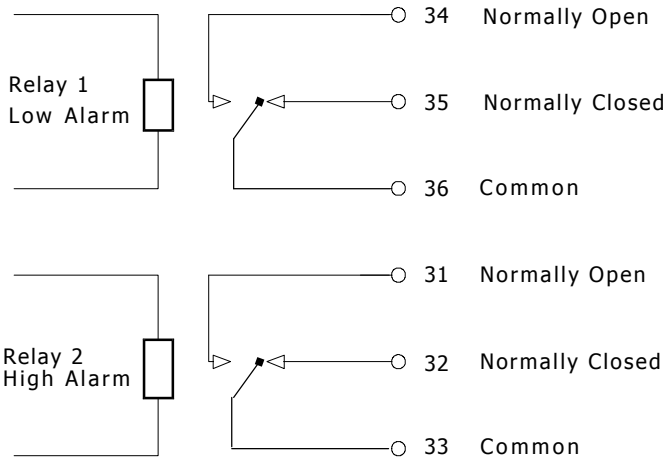 34 Normally Open
Relay 1
Low Alarm
35 Normally Closed
36 Common
31 Normally Open
Relay 2
High Alarm
32 Normally Closed
33 Common